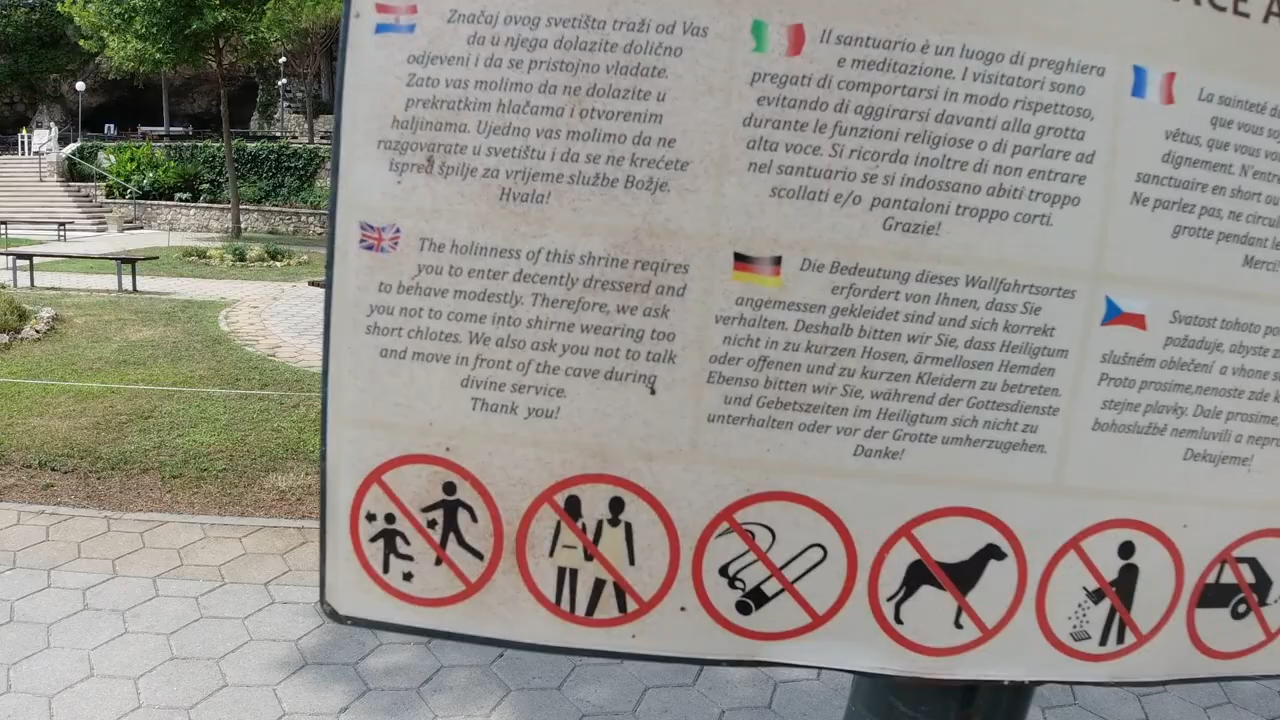 ACE A
Značaj ovog svetišta traži od Vas
da u njega dolazite dolično
odjeveni i da se pristojno vladate.
Zato vas molimo da ne dolazite u
prekratkim hlačama i otvorenim
haljinama. Ujedno vas molimo da ne
razgovarate u svetištu i da se ne krećete
ispred špilje za vrijeme službe Božje.
Hvala!
Il santuario è un luogo di preghiera
e meditazione. I visitatori sono
pregati di comportarsi in modo rispettoso,
evitando di aggirarsi davanti alla grotta
durante le funzioni religiose o di parlare ad
alta voce. Si ricorda inoltre di non entrare
nel santuario se si indossano abiti troppo
scollati e/o pantaloni troppo corti.
Grazie!
La sainteté d
que vous so
vêtus, que vous vo
dignement. N'entre
sanctuaire en short ou
Ne parlez pas, ne circul
grotte pendant le
Merci!
The holinness of this shrine reqires
you to enter decently dresserd and
to behave modestly. Therefore, we ask
you not to come into shirne wearing too
short chlotes. We also ask you not to talk
and move in front of the cave during
divine service.
Thank you!
Die Bedeutung dieses Wallfahrtsortes
erfordert von Ihnen, dass Sie
angemessen gekleidet sind und sich korrekt
verhalten. Deshalb bitten wir Sie, dass Heiligtum
nicht in zu kurzen Hosen, ärmellosen Hemden
oder offenen und zu kurzen Kleidern zu betreten.
Ebenso bitten wir Sie, während der Gottesdienste
und Gebetszeiten im Heiligtum sich nicht zu
unterhalten oder vor der Grotte umherzugehen.
Danke!
Svatost tohoto po
požaduje, abyste
slušném oblečení a vhone
Proto prosime,nenoste zde k
stejne plavky. Dale prosime,
bohoslužbě nemluvili a nepr
Dekujeme!